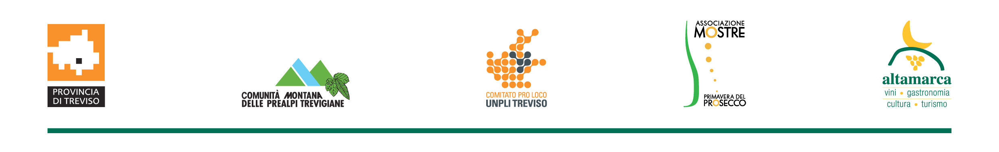 PROVINCIA
DI TREVISO
COMUNITÀ MONTANA
DELLE PREALPI TREVIGIANE
COMITATO PRO LOCO
UNPLI TREVISO
ASSOCIAZIONE
MOSTRE
PRIMAVERA DEL
PROSECCO
altamarca
vini • gastronomia
cultura • turismo